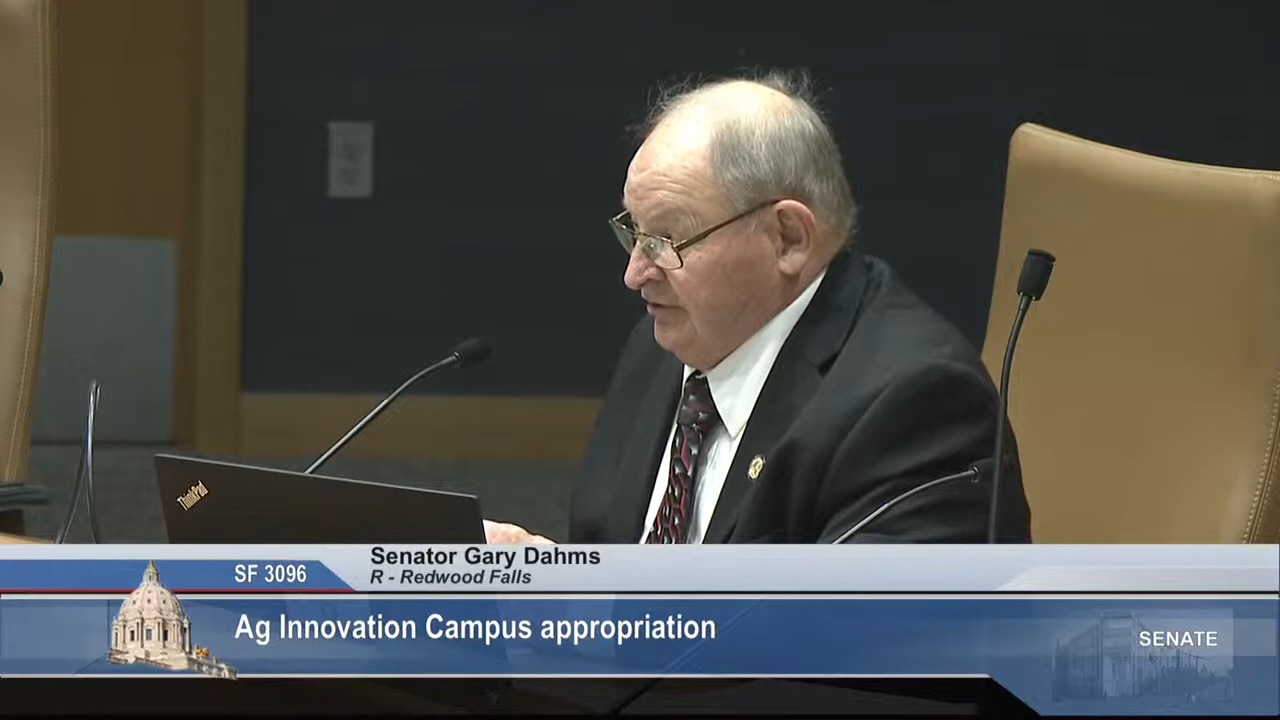 ThinkPad
Senator Gary Dahms
SF 3096
R - Redwood Falls
Ag Innovation Campus appropriation
SENATE